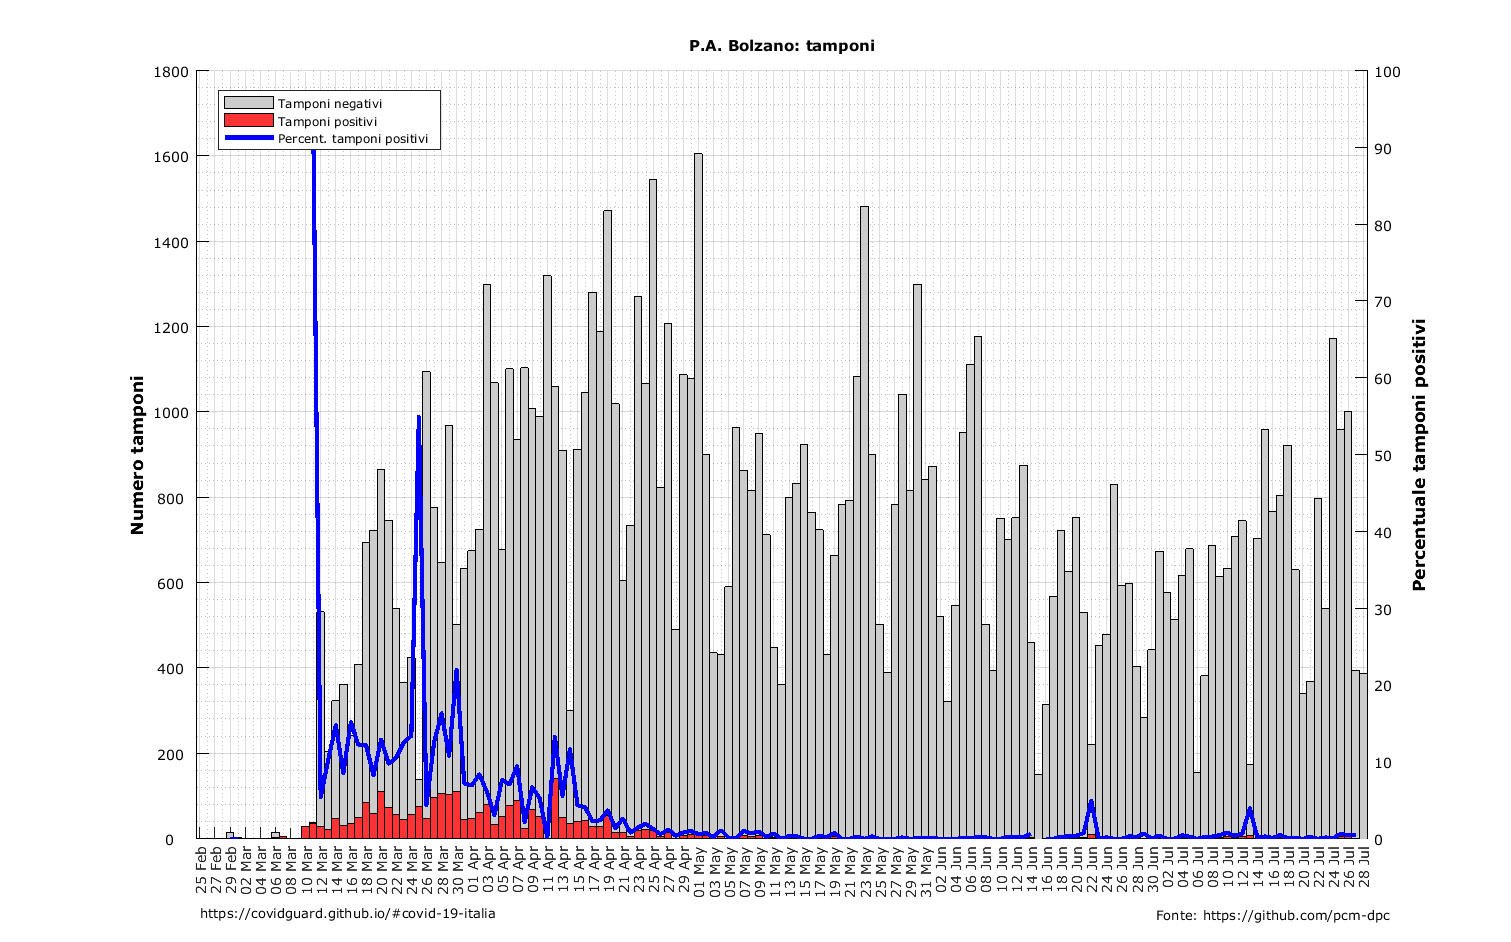 P.A. Bolzano: tamponi
1800
1600
1400
1200
1000
800
600
400
200
0
100
90
80
70
60
50
40
30
20
10
0
Tamponi negativi
Tamponi positivi
Percent. tamponi positivi
Numero tamponi
Percentuale tamponi positivi
25 Feb
27 Feb
29 Feb
02 Mar
04 Mar
06 Mar
08 Mar
10 Mar
12 Mar
14 Mar
16 Mar
18 Mar
20 Mar
22 Mar
24 Mar
26 Mar
28 Mar
30 Mar
01 Apr
03 Apr
05 Apr
07 Apr
09 Apr
11 Apr
13 Apr
15 Apr
17 Apr
19 Apr
21 Apr
23 Apr
25 Apr
27 Apr
29 Apr
01 May
03 May
05 May
07 May
09 May
11 May
13 May
15 May
17 May
19 May
21 May
23 May
25 May
27 May
29 May
31 May
02 Jun
04 Jun
06 Jun
08 Jun
10 Jun
12 Jun
14 Jun
16 Jun
18 Jun
20 Jun
22 Jun
24 Jun
26 Jun
28 Jun
30 Jun
02 Jul
04 Jul
06 Jul
08 Jul
10 Jul
12 Jul
14 Jul
16 Jul
18 Jul
20 Jul
22 Jul
24 Jul
26 Jul
28 Jul
https://covidguard.github.io/#covid-19-italia
Fonte: https://github.com/pcm-dpc